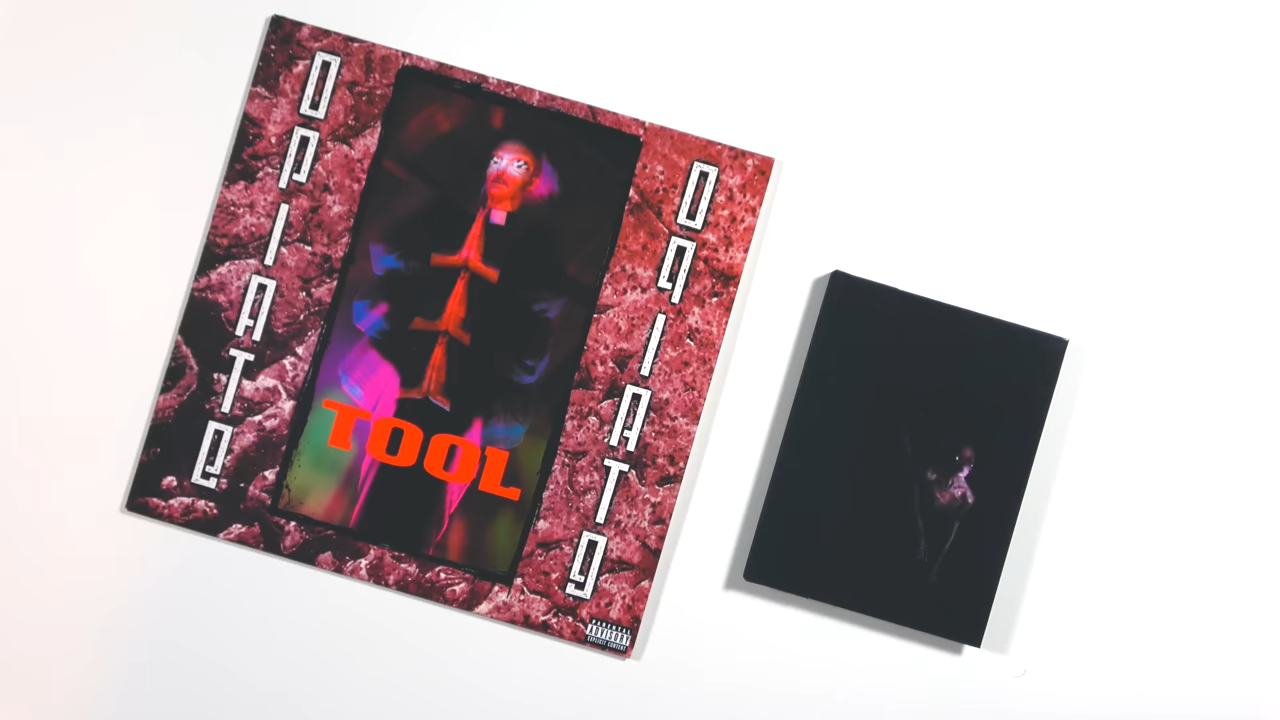 OPIATE
TOOL
OPIATE
PARENTAL
ADVISORY
EXPLICIT CONTENT